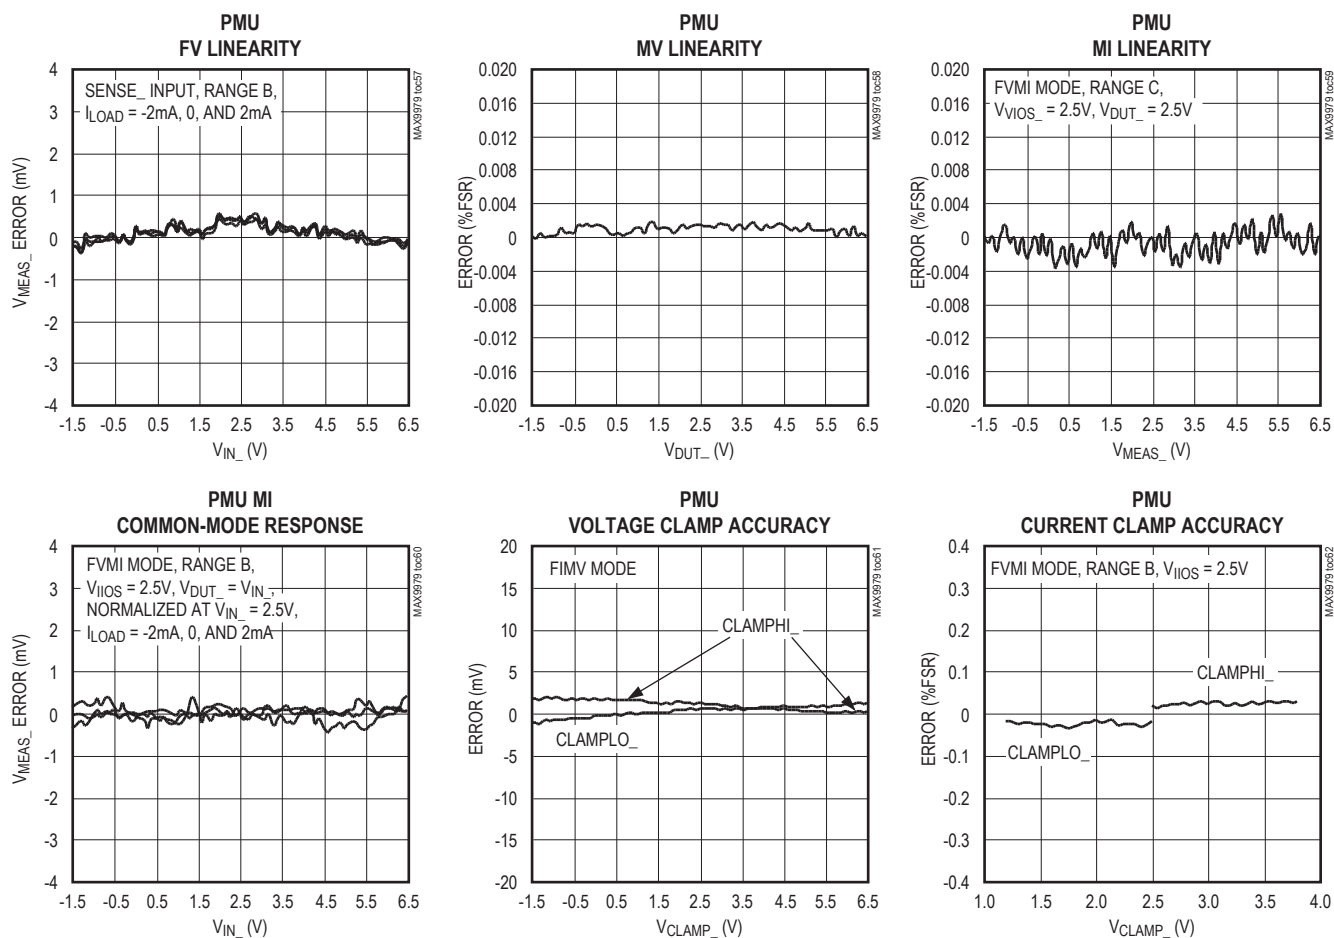 PMU
FV LINEARITY
SENSE_ INPUT, RANGE B,
ILOAD = -2mA, 0, AND 2mA
MAX9979 toc57
VMEAS_ ERROR (mV)
4
3
2
1
0
-1
-2
-3
-4
-1.5 -0.5 0.5 1.5 2.5 3.5 4.5 5.5 6.5
VIN_ (V)
PMU
MV LINEARITY
MAX9979 toc58
ERROR (%FSR)
0.020
0.016
0.012
0.008
0.004
0
-0.004
-0.008
-0.012
-0.016
-0.020
-1.5 -0.5 0.5 1.5 2.5 3.5 4.5 5.5 6.5
VDUT_ (V)
PMU
MI LINEARITY
FVMI MODE, RANGE C,
VVIOS_ = 2.5V, VDUT_ = 2.5V
MAX9979 toc59
ERROR (%FSR)
0.020
0.016
0.012
0.008
0.004
0
-0.004
-0.008
-0.012
-0.016
-0.020
-1.5 -0.5 0.5 1.5 2.5 3.5 4.5 5.5 6.5
VMEAS_ (V)
PMU MI
COMMON-MODE RESPONSE
FVMI MODE, RANGE B,
VIIOS = 2.5V, VDUT_ = VIN_,
NORMALIZED AT VIN_ = 2.5V,
ILOAD = -2mA, 0, AND 2mA
MAX9979 toc60
VMEAS_ ERROR (mV)
4
3
2
1
0
-1
-2
-3
-4
-1.5 -0.5 0.5 1.5 2.5 3.5 4.5 5.5 6.5
VIN_ (V)
PMU
VOLTAGE CLAMP ACCURACY
FIMV MODE
CLAMPHI_
CLAMPLO_
MAX9979 toc61
ERROR (mV)
20
15
10
5
0
-5
-10
-15
-20
-1.5 -0.5 0.5 1.5 2.5 3.5 4.5 5.5 6.5
VCLAMP_ (V)
PMU
CURRENT CLAMP ACCURACY
FVMI MODE, RANGE B, VIIOS = 2.5V
CLAMPHI_
CLAMPLO_
MAX9979 toc62
ERROR (%FSR)
0.4
0.3
0.2
0.1
0
-0.1
-0.2
-0.3
-0.4
1.0 1.5 2.0 2.5 3.0 3.5 4.0
VCLAMP_ (V)